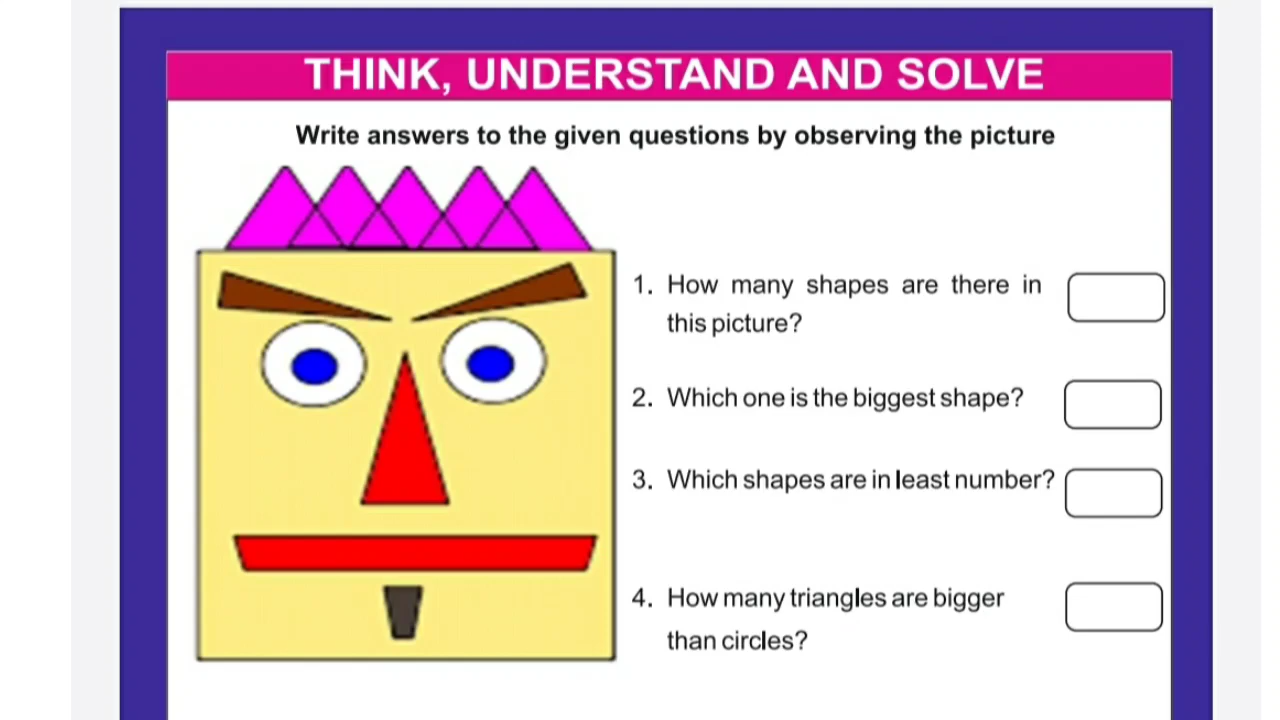 THINK, UNDERSTAND AND SOLVE
Write answers to the given questions by observing the picture
1. How many shapes are there in
this picture?
2. Which one is the biggest shape?
3. Which shapes are in least number?
4. How many triangles are bigger
than circles?